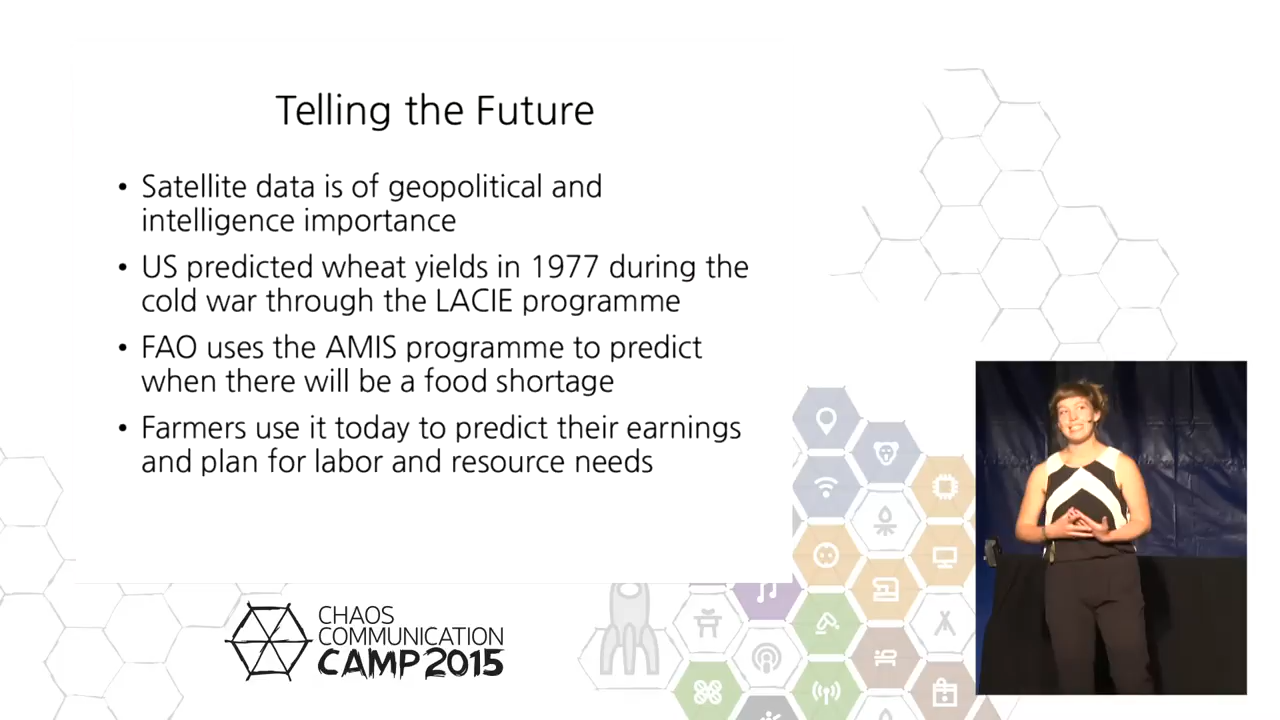 Telling the Future
• Satellite data is of geopolitical and
intelligence importance
• US predicted wheat yields in 1977 during the
cold war through the LACIE programme
• FAO uses the AMIS programme to predict
when there will be a food shortage
• Farmers use it today to predict their earnings
and plan for labor and resource needs
CHAOS
COMMUNICATION
CAMP 2015